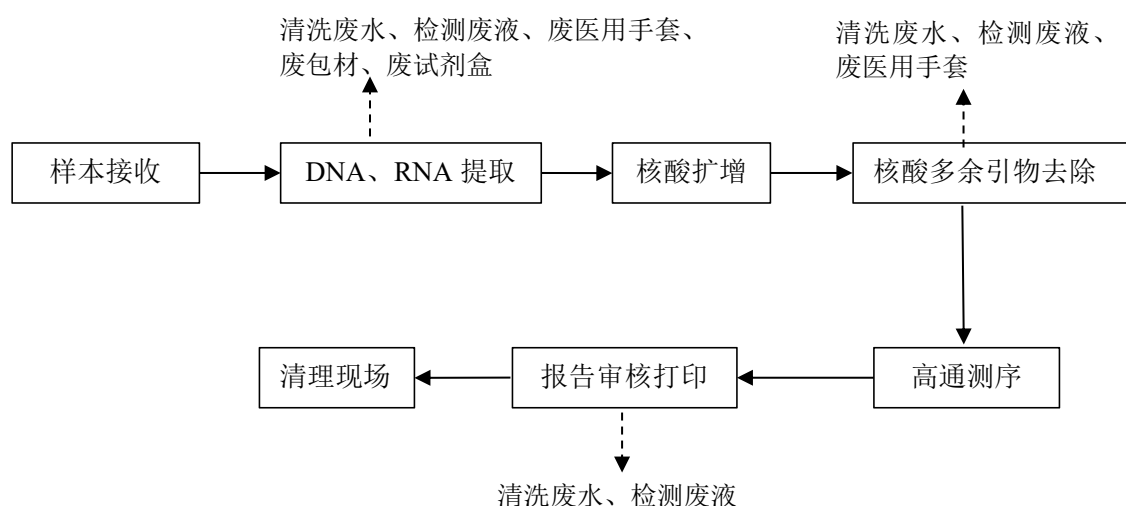 清洗废水、检测废液、废医用手套、
废包材、废试剂盒
清洗废水、检测废液、
废医用手套
样本接收
DNA、RNA 提取
核酸扩增
核酸多余引物去除
清理现场
报告审核打印
高通测序
清洗废水、检测废液